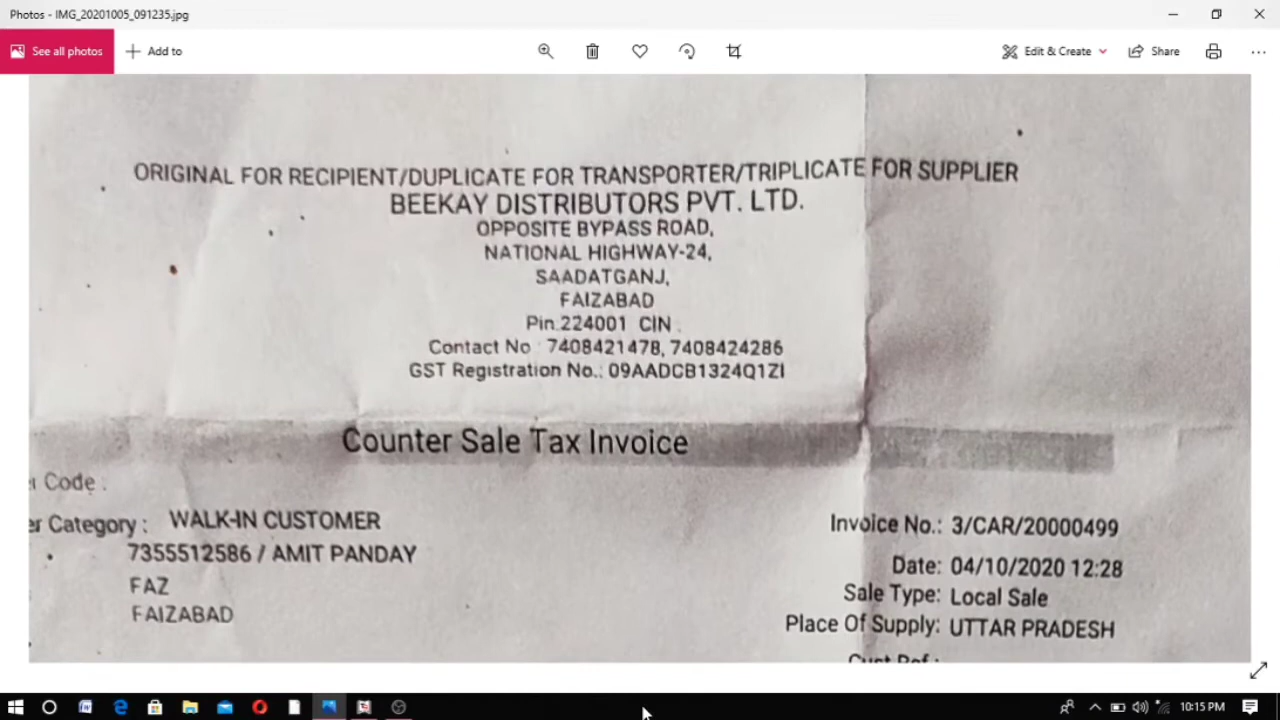 Photos - IMG_20201005_091235.jpg
See all photos
Add to
Edit & Create
Share
ORIGINAL FOR RECIPIENT/DUPLICATE FOR TRANSPORTER/TRIPLICATE FOR SUPPLIER
BEEKAY DISTRIBUTORS PVT. LTD.
OPPOSITE BYPASS ROAD,
NATIONAL HIGHWAY-24,
SAADATGANJ,
FAIZABAD
Pin.224001 CIN
Contact No 7408421478, 7408424286
GST Registration No.: 09AADCB1324Q1ZI
Counter Sale Tax Invoice
Code :
er Category : WALK-IN CUSTOMER
7355512586 / AMIT PANDAY
FAZ
FAIZABAD
Invoice No.: 3/CAR/20000499
Date: 04/10/2020 12:28
Sale Type: Local Sale
Place Of Supply: UTTAR PRADESH
Cust Ref :
10:15 PM